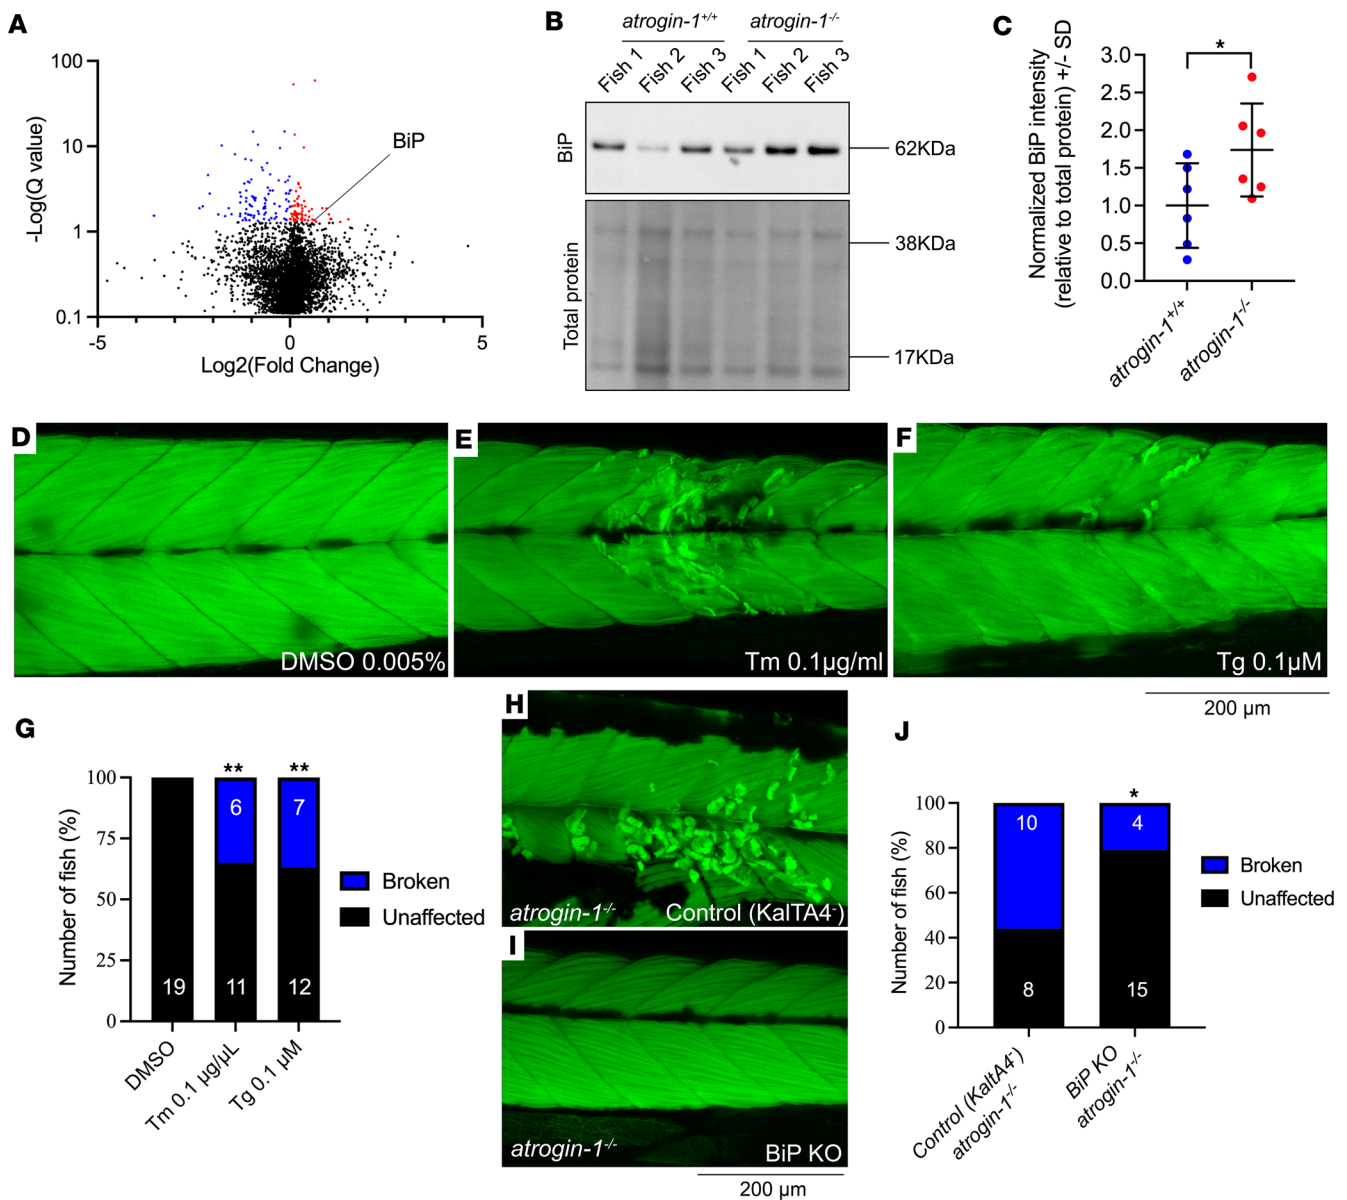 A
-Log(Q value)
100
10
1
0.1
BiP
-5
0
5
Log2(Fold Change)
B
atrogin-1+/+
atrogin-1-/-
Fish 1
Fish 2
Fish 3
Fish 1
Fish 2
Fish 3
BiP
62KDa
Total protein
38KDa
17KDa
C
Normalized BiP intensity
(relative to total protein) +/- SD
3.0
2.5
2.0
1.5
1.0
0.5
0.0
*
atrogin-1+/+
atrogin-1-/-
D
DMSO 0.005%
E
Tm 0.1µg/ml
F
Tg 0.1µM
200 µm
G
Number of fish (%)
100
75
50
25
0
**
**
6
7
19
11
12
DMSO
Tm 0.1 µg/µL
Tg 0.1 µM
Broken
Unaffected
H
atrogin-1-/-
Control (KalTA4-)
I
atrogin-1-/-
BiP KO
200 µm
J
Number of fish (%)
100
80
60
40
20
0
*
10
4
8
15
Control (KaltA4-)
atrogin-1-/-
BiP KO
atrogin-1-/-
Broken
Unaffected